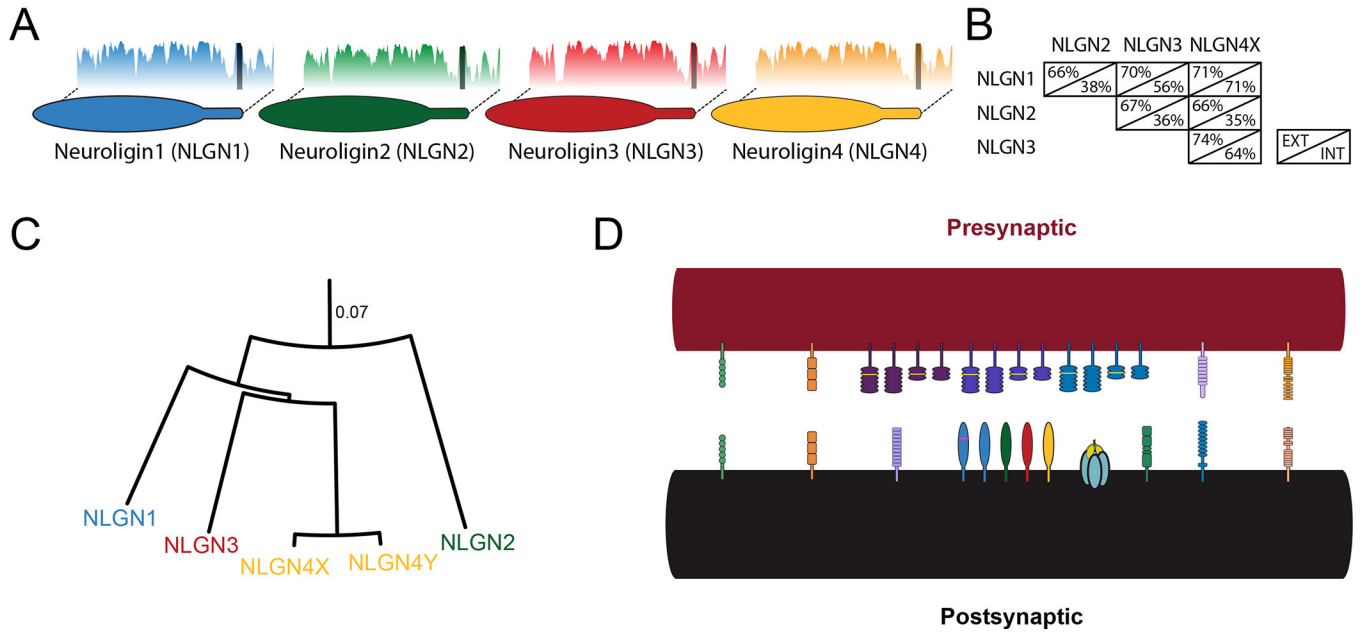 A
Neuroligin1 (NLGN1)
Neuroligin2 (NLGN2)
Neuroligin3 (NLGN3)
Neuroligin4 (NLGN4)
B
NLGN2 NLGN3 NLGN4X
NLGN1 66% 38% 70% 56% 71% 71%
NLGN2 67% 36% 66% 35%
NLGN3 74% 64%
EXT INT
C
0.07
NLGN1
NLGN3
NLGN4X
NLGN4Y
NLGN2
D
Presynaptic
Postsynaptic